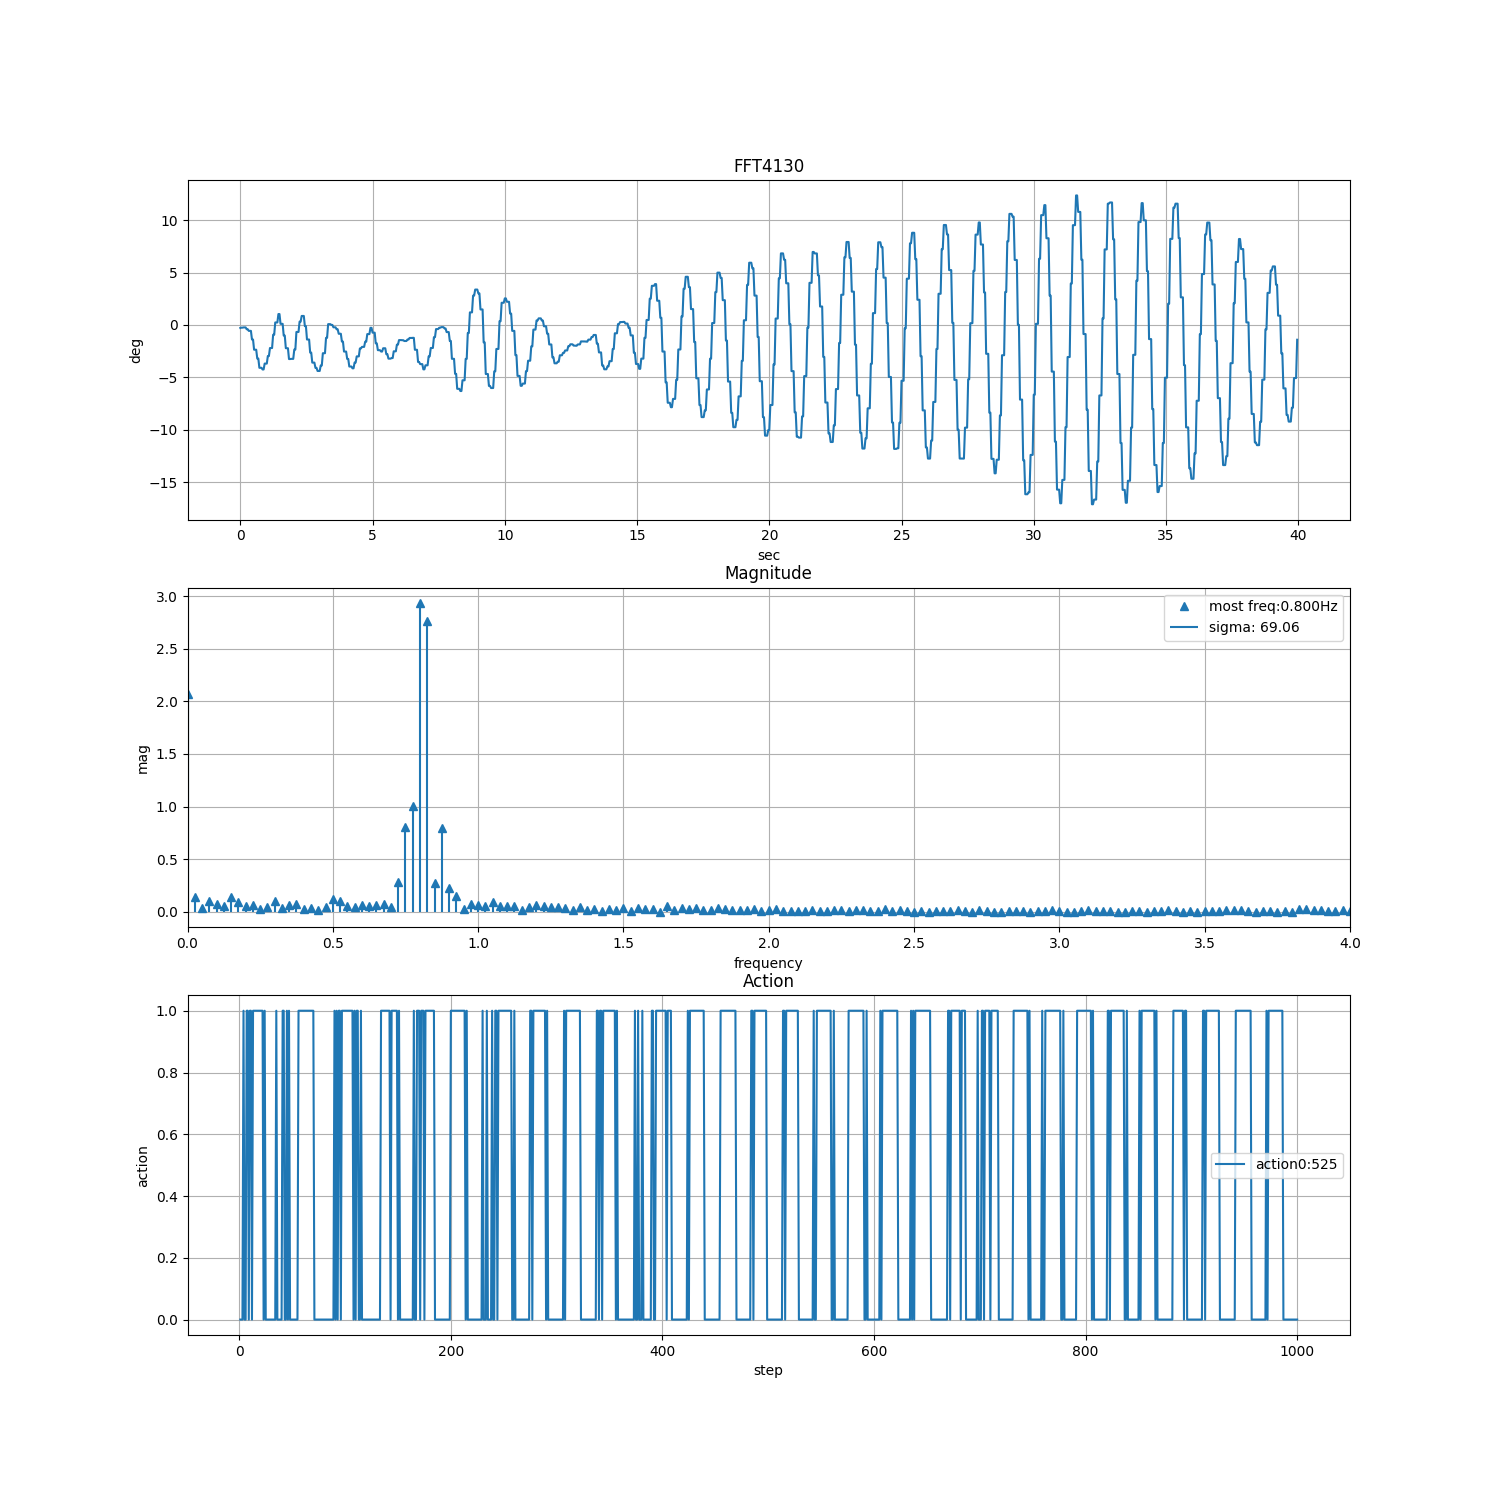 FFT4130
10
5
0
−5
−10
−15
deg
0 5 10 15 20 25 30 35 40
sec
Magnitude
3.0
2.5
2.0
1.5
1.0
0.5
0.0
mag
most freq:0.800Hz
sigma: 69.06
0.0 0.5 1.0 1.5 2.0 2.5 3.0 3.5 4.0
frequency
Action
1.0
0.8
0.6
0.4
0.2
0.0
action
action0:525
0 200 400 600 800 1000
step